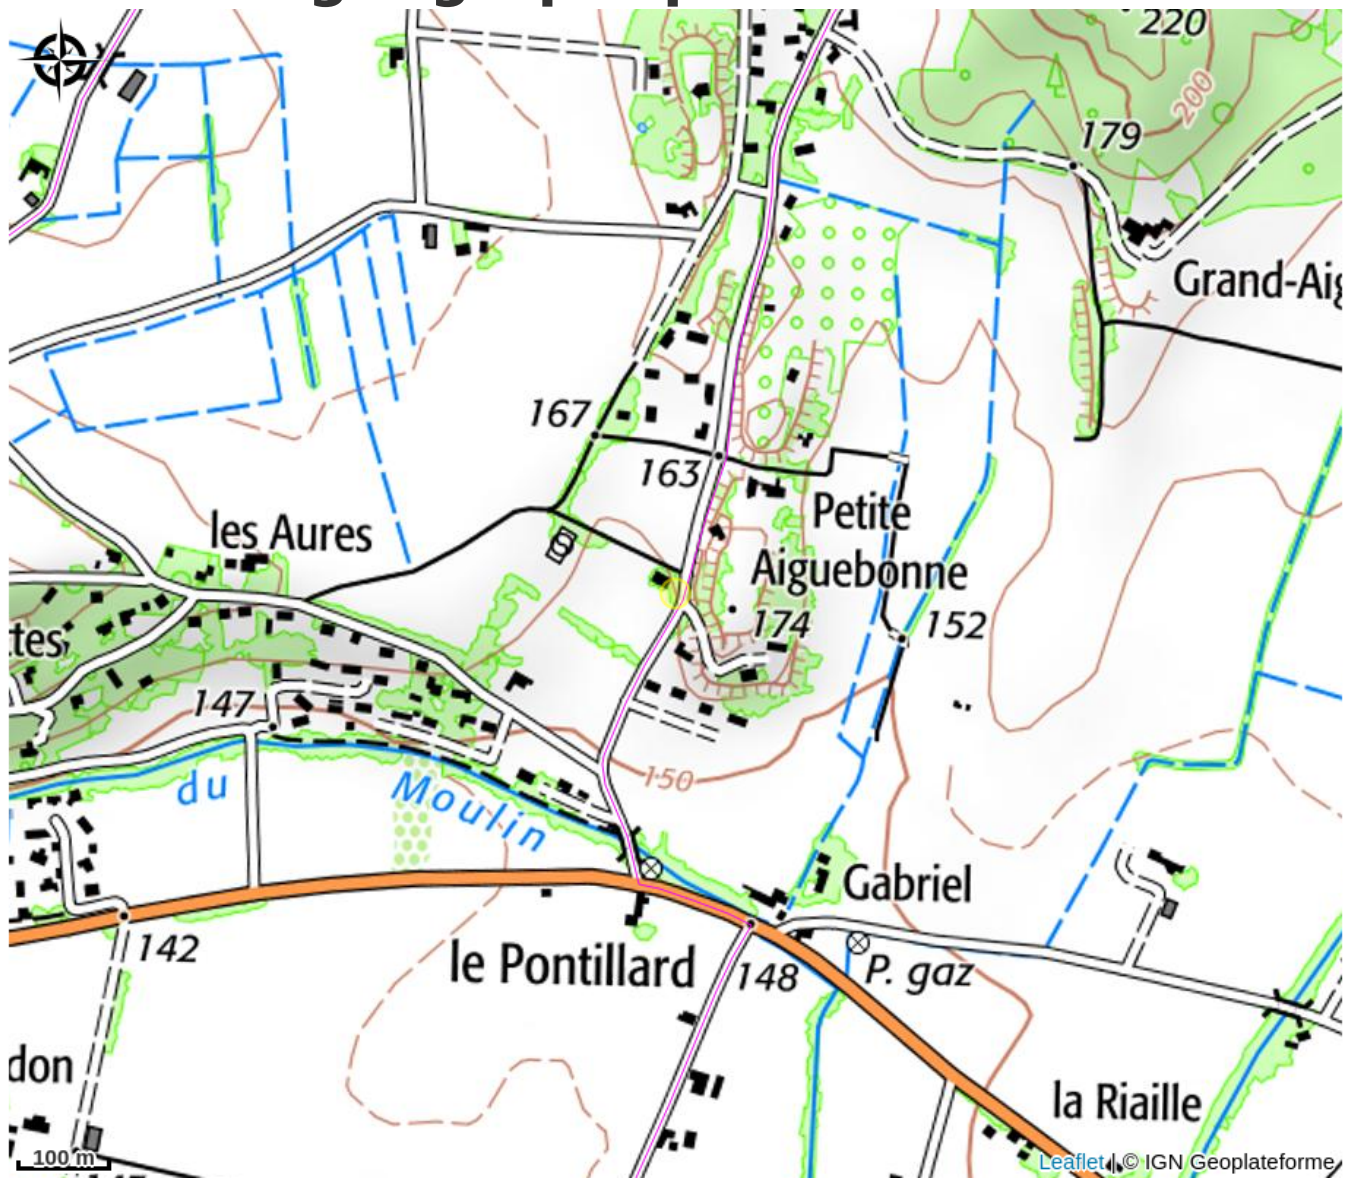 220
200
179
Grand-Aig
167
163
Petite
Aiguebonne
les Aures
174
152
tes
147
150
du
Moulin
Gabriel
142
le Pontillard
148
P. gaz
don
la Riaille
100 m
Leaflet | © IGN Geoplateforme